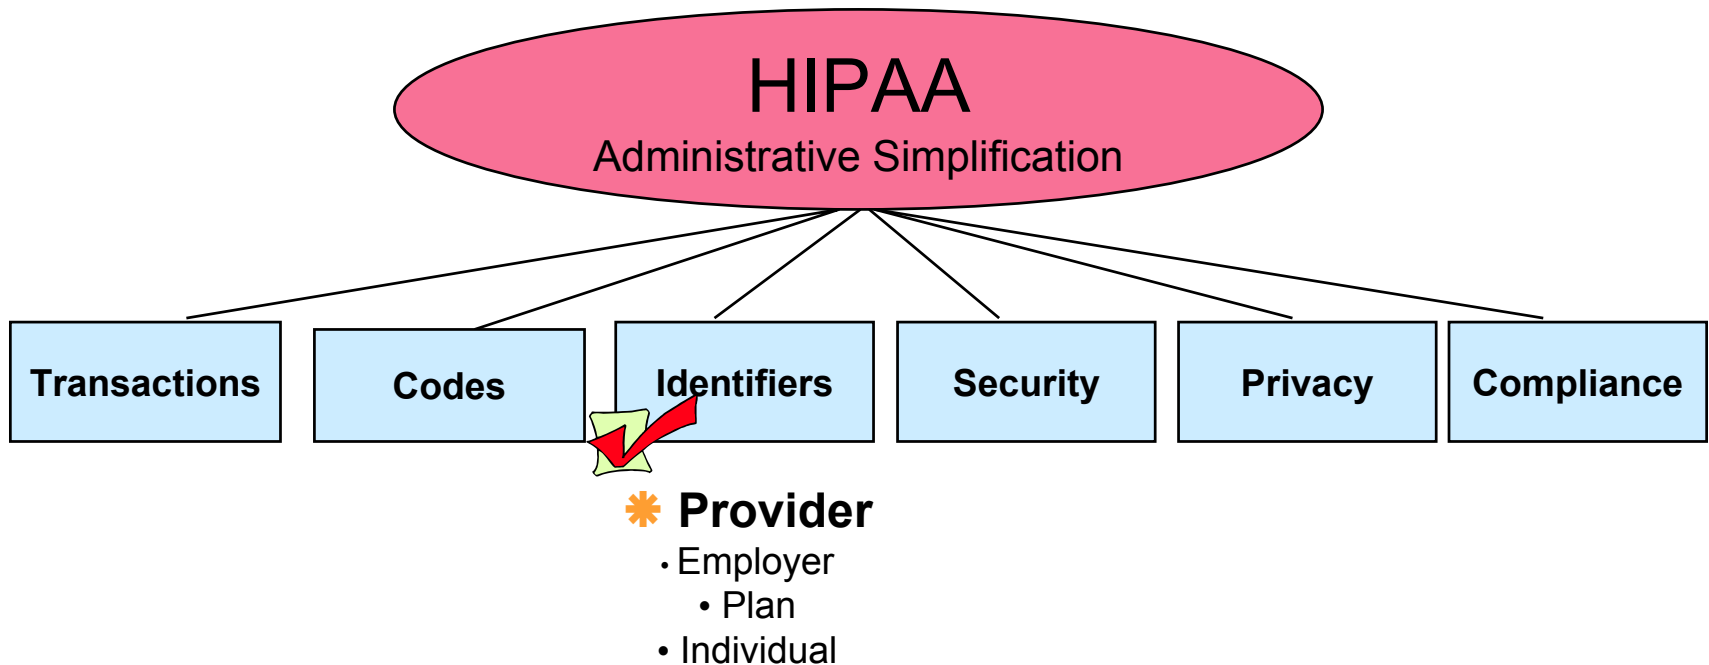 HIPAA
Administrative Simplification
Transactions
Codes
Identifiers
Security
Privacy
Compliance
Provider
• Employer
• Plan
• Individual